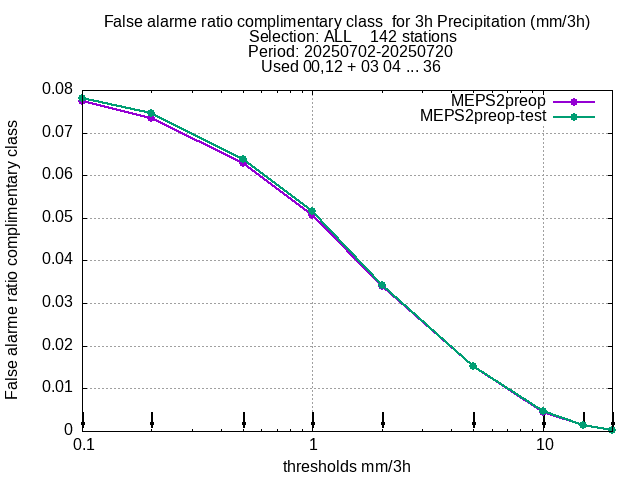 False alarme ratio complimentary class  for 3h Precipitation (mm/3h)
Selection: ALL    142 stations
Period: 20250702-20250720
Used 00,12 + 03 04 ... 36
MEPS2preop
MEPS2preop-test
False alarme ratio complimentary class
0.08
0.07
0.06
0.05
0.04
0.03
0.02
0.01
0
0.1
1
10
thresholds mm/3h